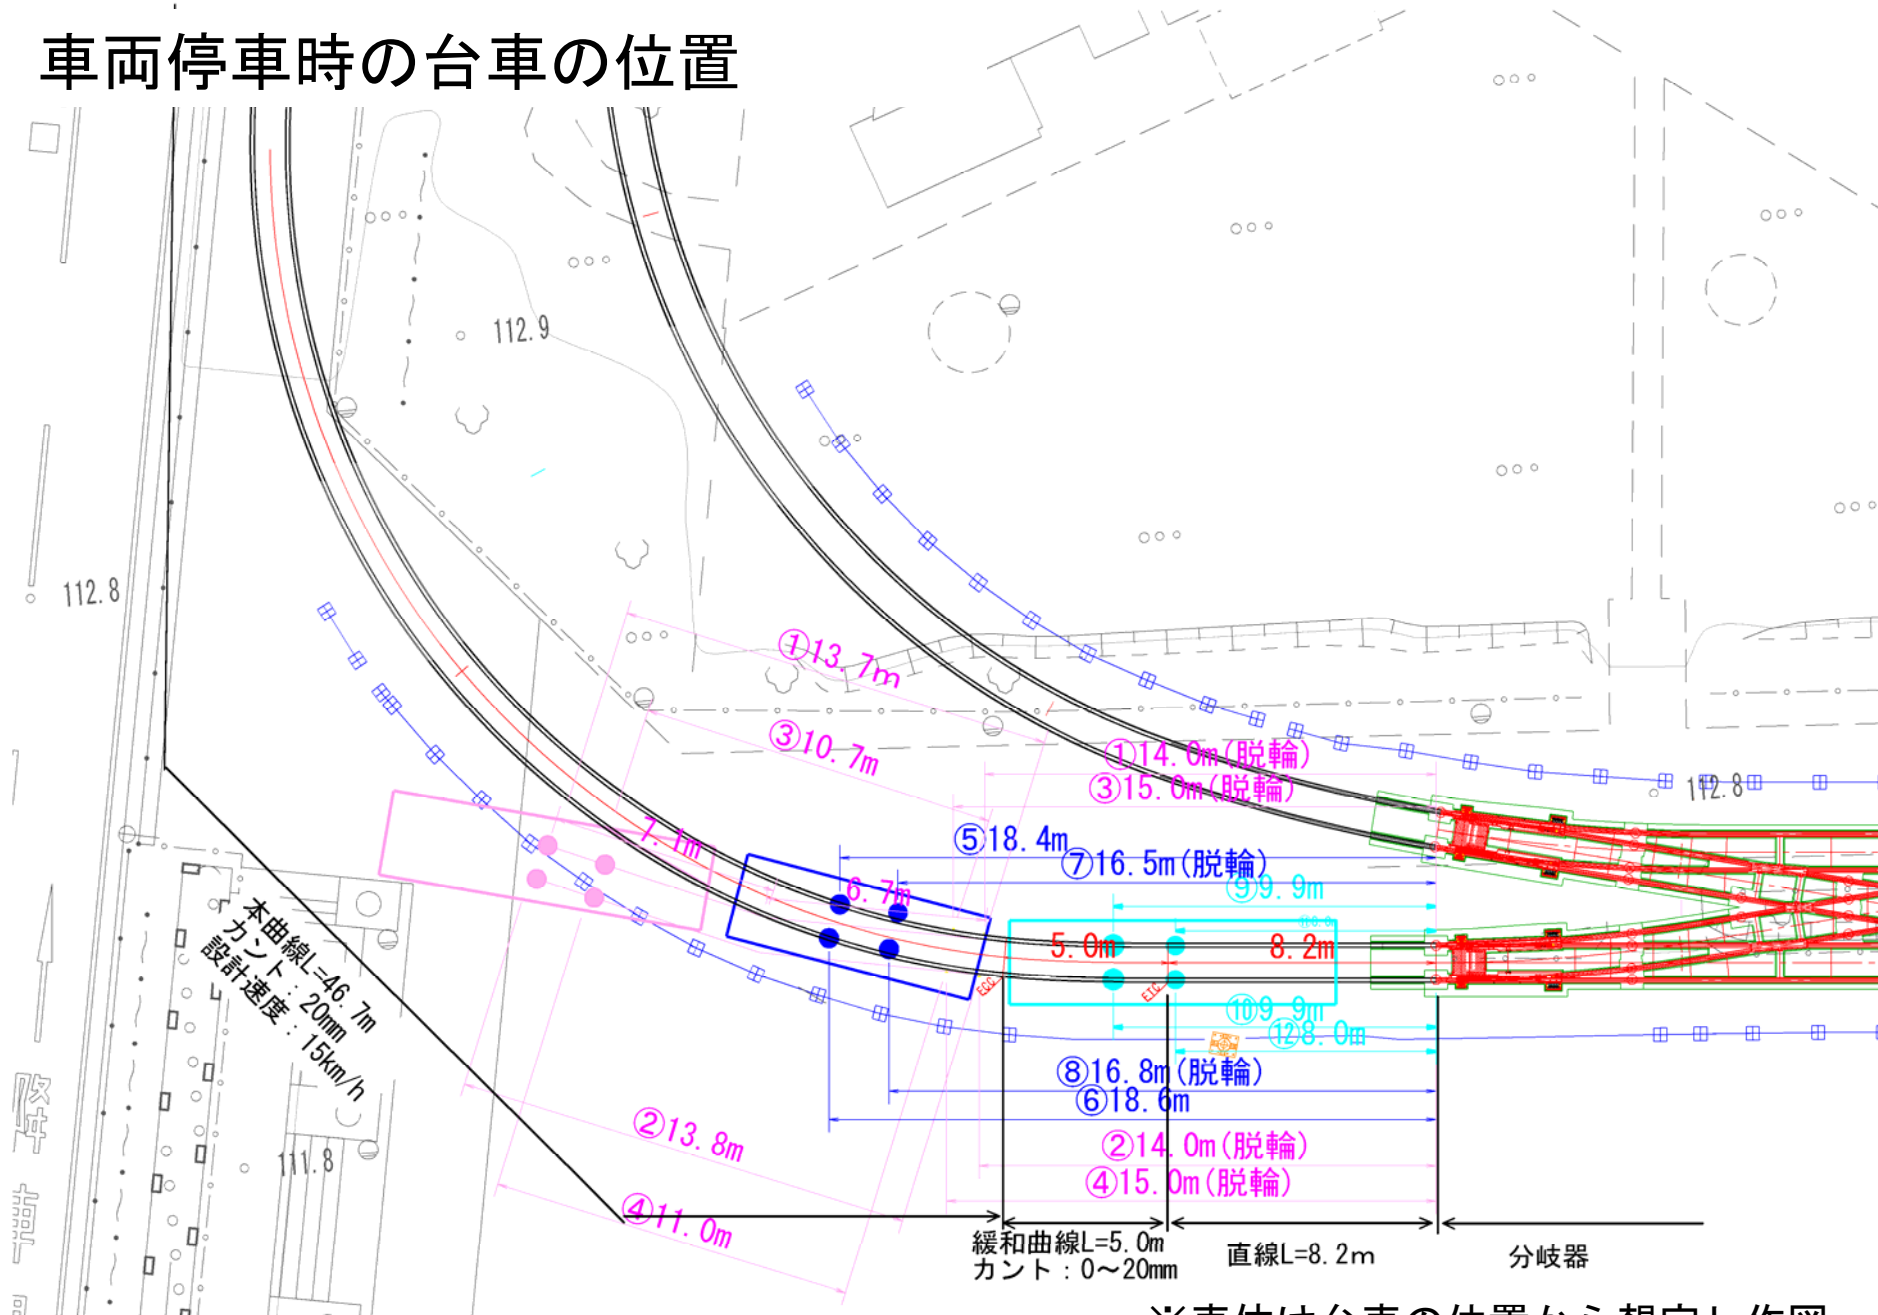 車両停車時の台車の位置
112.9
112.8
①13.7m
③10.7m
①14.0m(脱輪)
③15.0m(脱輪)
112.8
7.1m
⑤18.4m
⑦16.5m(脱輪)
6.7m
⑨9.9m
5.0m
8.2m
ECC
ETC
⑩9.9m
⑫8.0m
本曲線L=46.7m
カント：20mm
設計速度：15km/h
⑧16.8m(脱輪)
⑥18.6m
②13.8m
②14.0m(脱輪)
④15.0m(脱輪)
111.8
④11.0m
緩和曲線L=5.0m
カント：0～20mm
直線L=8.2m
分岐器